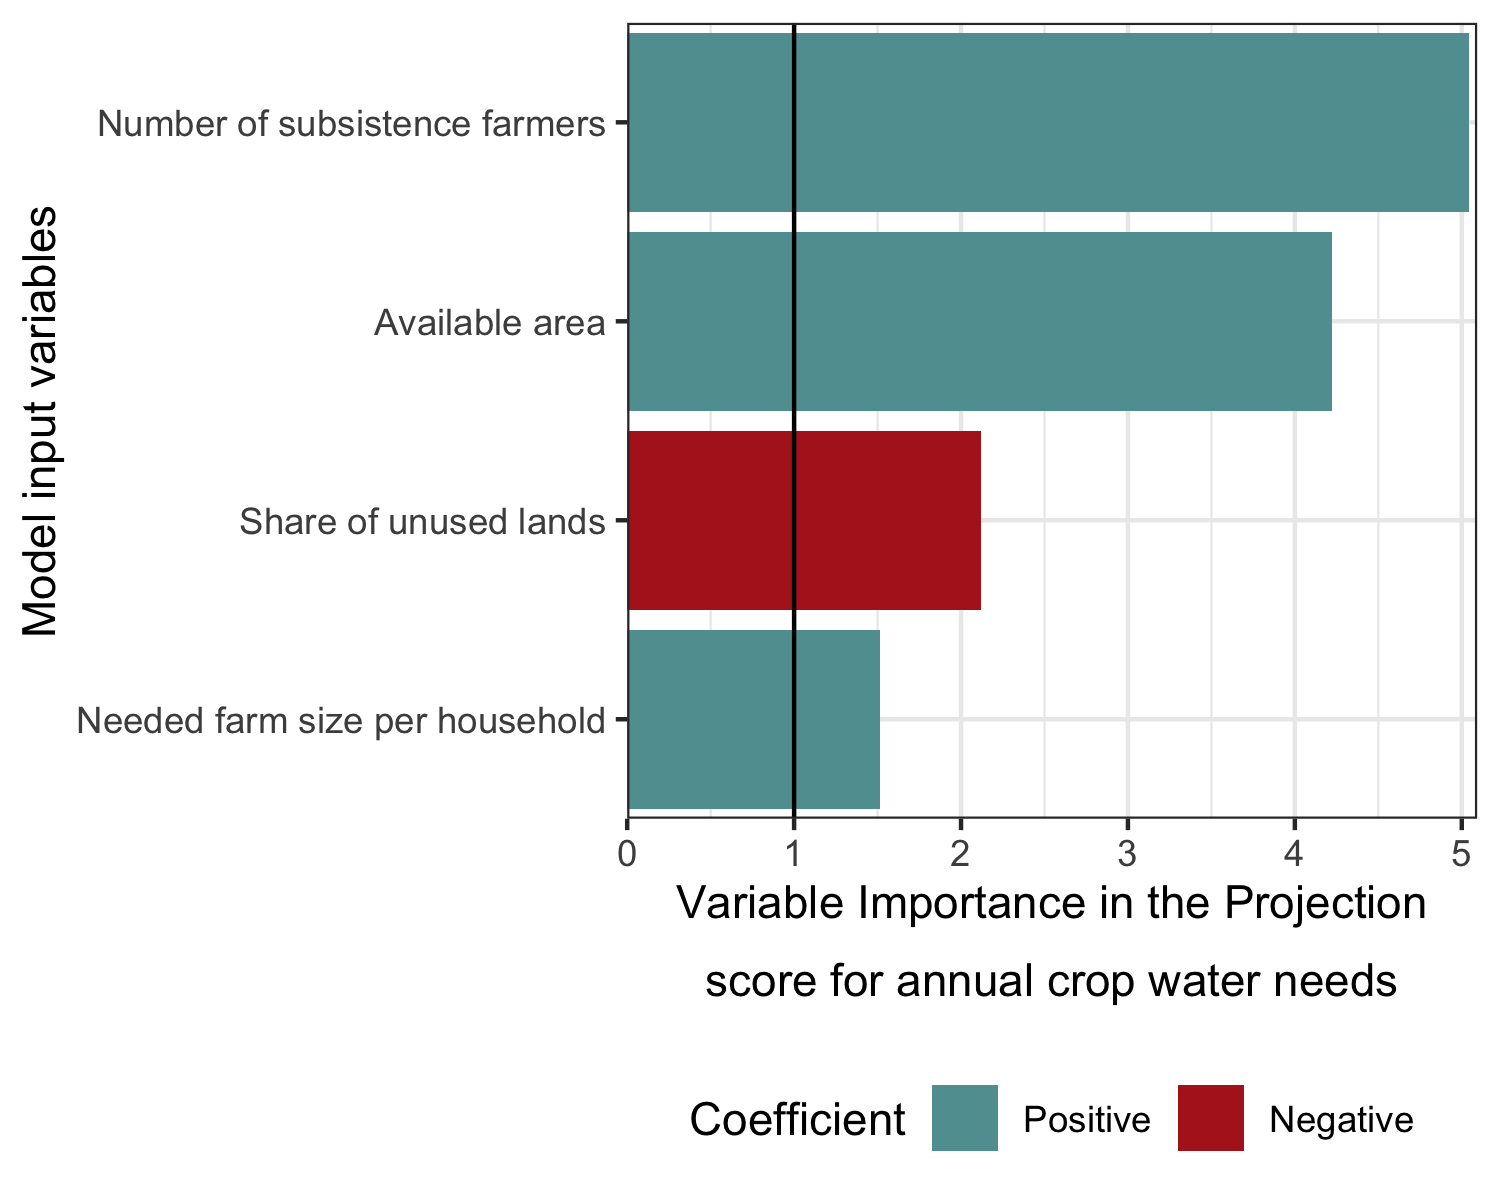 Model input variables
Number of subsistence farmers
Available area
Share of unused lands
Needed farm size per household
0 1 2 3 4 5
Variable Importance in the Projection
score for annual crop water needs
Coefficient Positive Negative